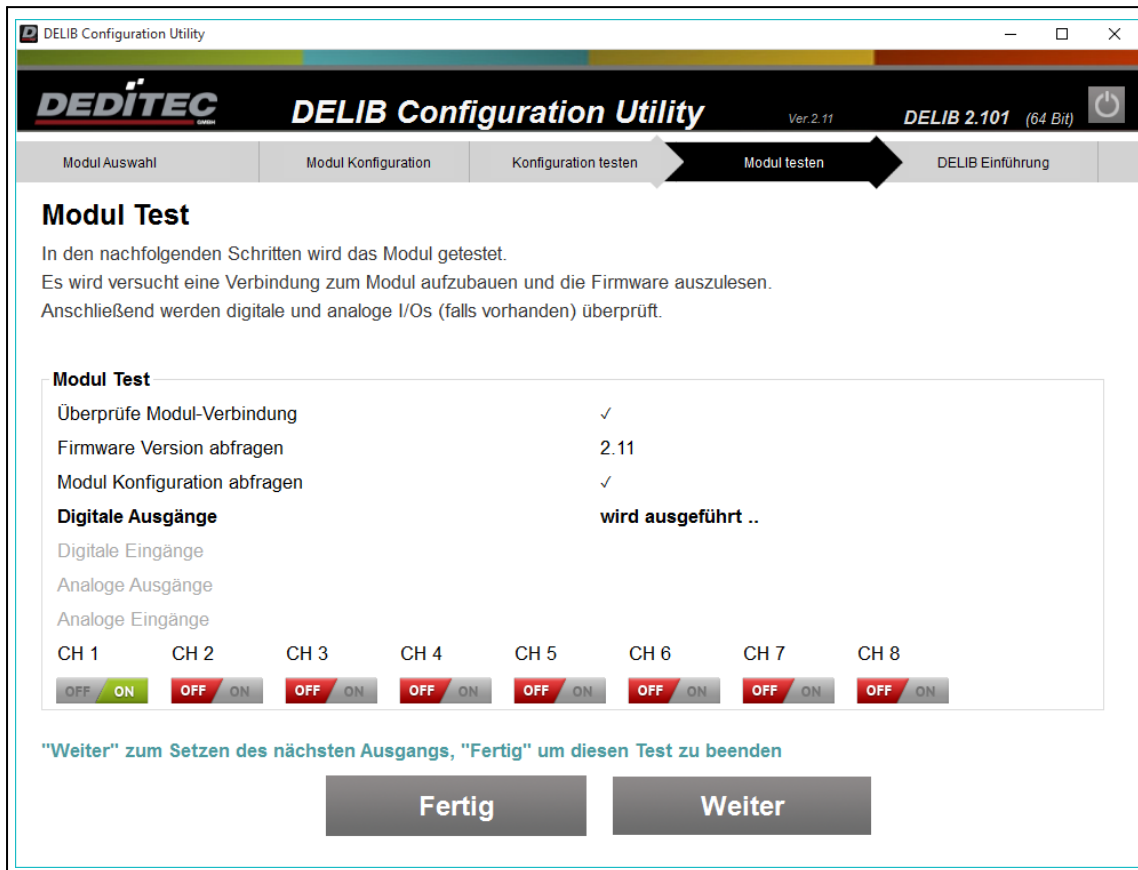 DELIB Configuration Utility
DEDITEC GMBH DELIB Configuration Utility Ver.2.11 DELIB 2.101 (64 Bit)
Modul Auswahl Modul Konfiguration Konfiguration testen Modul testen DELIB Einführung
Modul Test
In den nachfolgenden Schritten wird das Modul getestet.
Es wird versucht eine Verbindung zum Modul aufzubauen und die Firmware auszulesen.
Anschließend werden digitale und analoge I/Os (falls vorhanden) überprüft.
Modul Test
Überprüfe Modul-Verbindung ✓
Firmware Version abfragen 2.11
Modul Konfiguration abfragen ✓
Digitale Ausgänge wird ausgeführt ..
Digitale Eingänge
Analoge Ausgänge
Analoge Eingänge
CH 1 CH 2 CH 3 CH 4 CH 5 CH 6 CH 7 CH 8
OFF ON OFF ON OFF ON OFF ON OFF ON OFF ON OFF ON OFF ON
"Weiter" zum Setzen des nächsten Ausgangs, "Fertig" um diesen Test zu beenden
Fertig Weiter